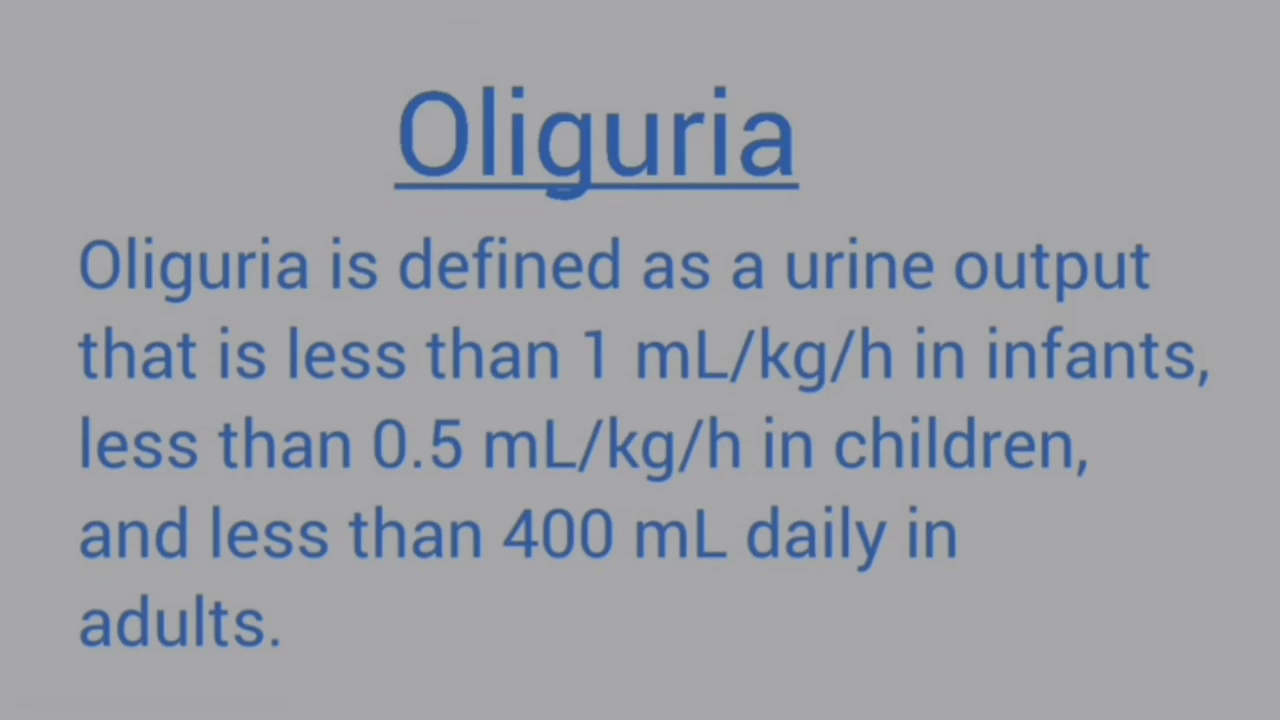 Oliguria
Oliguria is defined as a urine output
that is less than 1 mL/kg/h in infants,
less than 0.5 mL/kg/h in children,
and less than 400 mL daily in
adults.